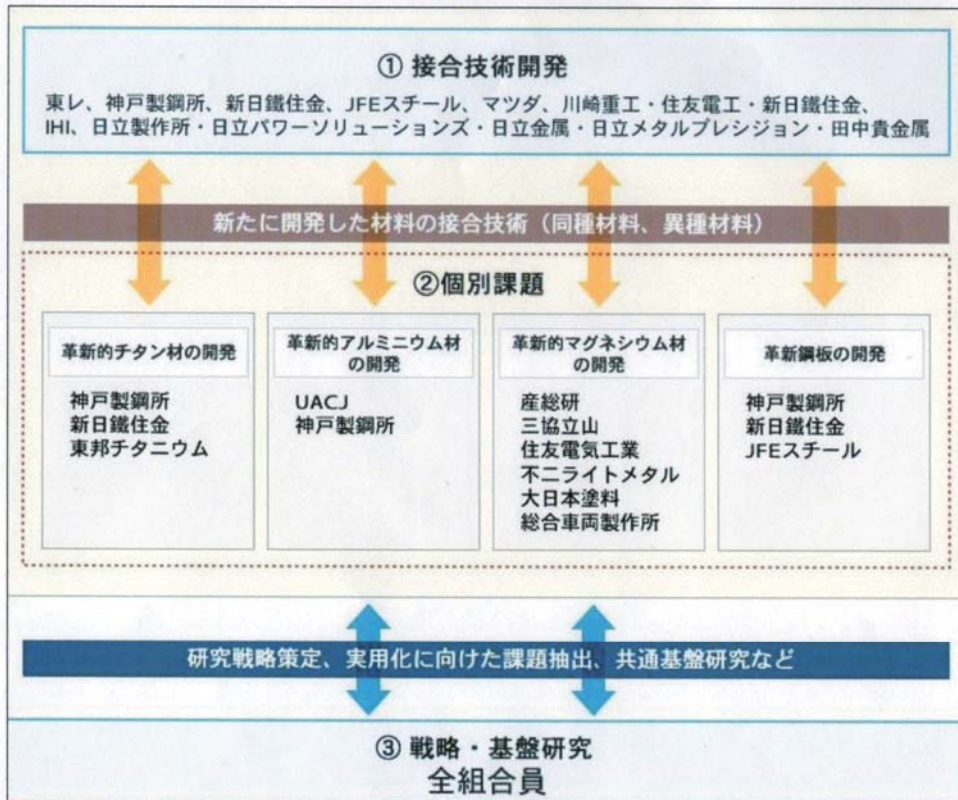 ① 接合技術開発
東レ、神戸製鋼所、新日鐵住金、JFEスチール、マツダ、川崎重工・住友電工・新日鐵住金、
IHI、日立製作所・日立パワーソリューションズ・日立金属・日立メタルプレシジョン・田中貴金属
新たに開発した材料の接合技術（同種材料、異種材料）
②個別課題
革新的チタン材の開発
神戸製鋼所
新日鐵住金
東邦チタニウム
革新的アルミニウム材
の開発
UACJ
神戸製鋼所
革新的マグネシウム材
の開発
産総研
三協立山
住友電気工業
不二ライトメタル
大日本塗料
総合車両製作所
革新鋼板の開発
神戸製鋼所
新日鐵住金
JFEスチール
研究戦略策定、実用化に向けた課題抽出、共通基盤研究など
③ 戦略・基盤研究
全組合員